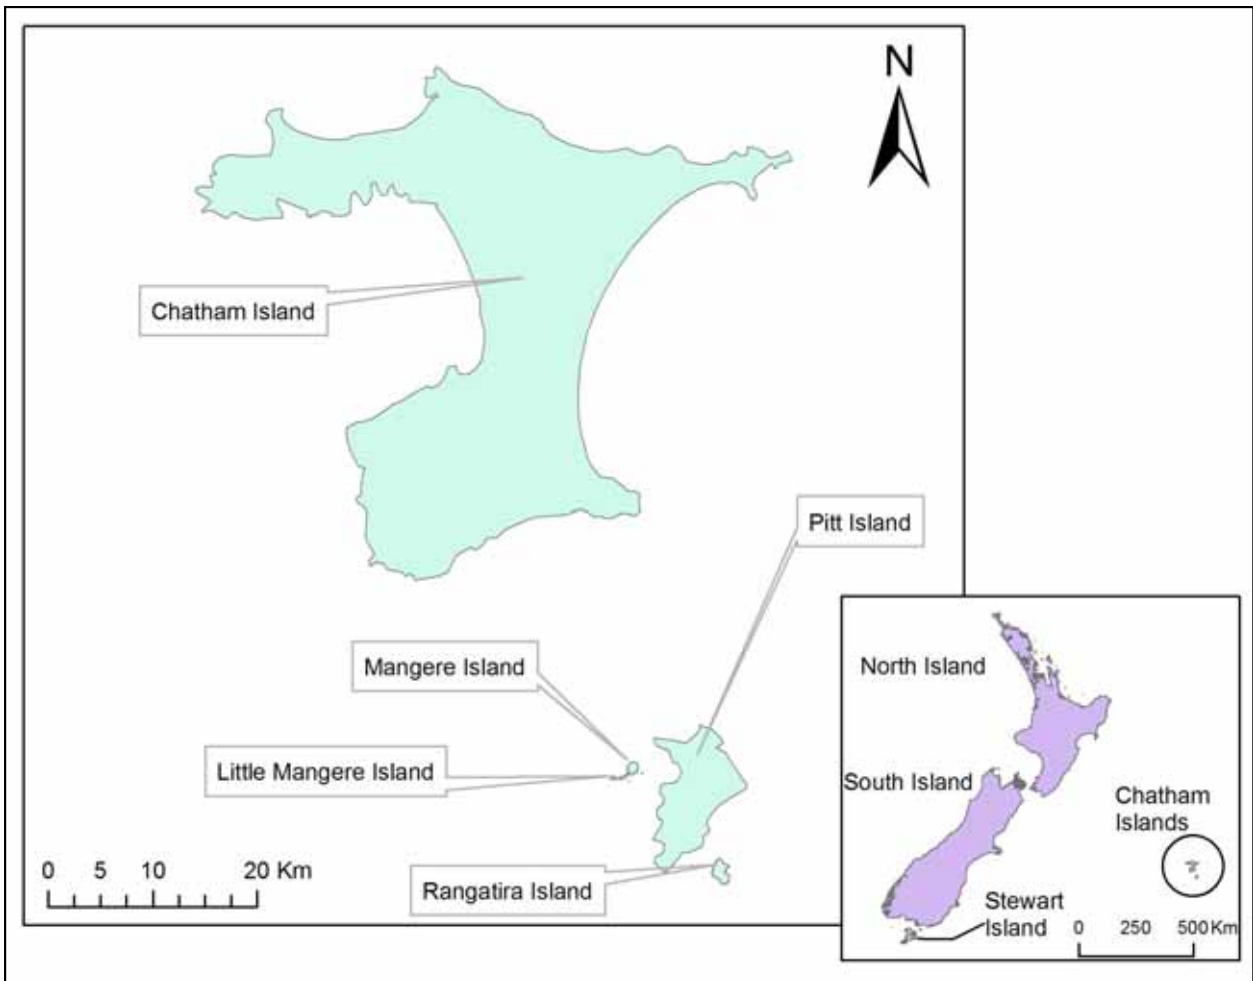 N
Chatham Island
Pitt Island
Mangere Island
Little Mangere Island
Rangatira Island
0 5 10 20 Km
North Island
South Island
Chatham
Islands
Stewart
Island
0 250 500 Km